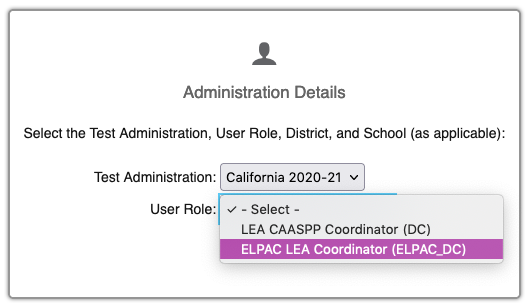 Administration Details
Select the Test Administration, User Role, District, and School (as applicable):
Test Administration: California 2020-21
User Role: ✓ - Select -
LEA CAASPP Coordinator (DC)
ELPAC LEA Coordinator (ELPAC_DC)